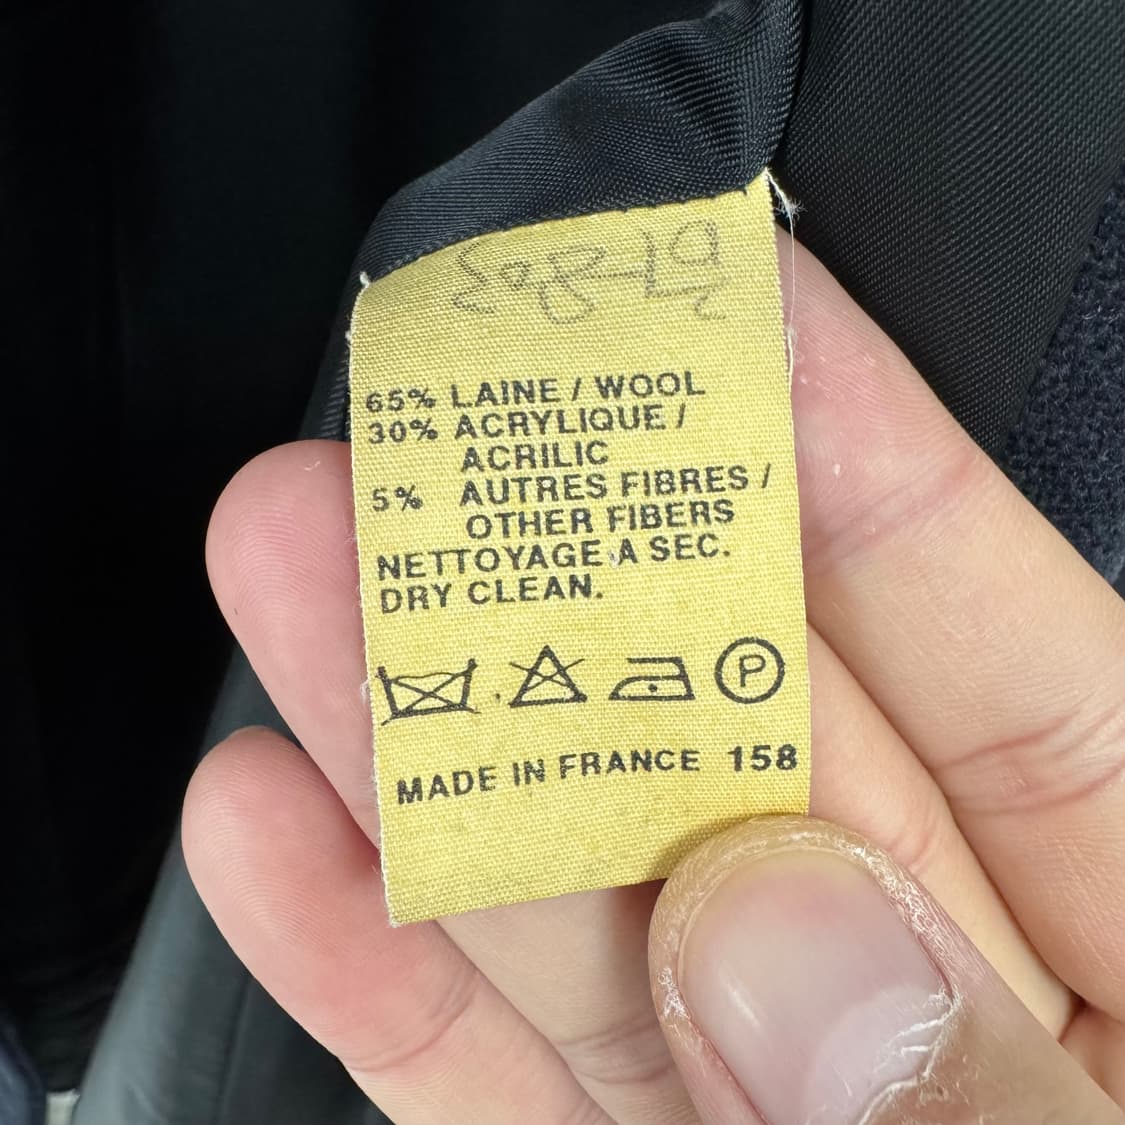 65% LAINE / WOOL
30% ACRYLIQUE /
ACRILIC
5% AUTRES FIBRES /
OTHER FIBERS
NETTOYAGE A SEC.
DRY CLEAN.
P
MADE IN FRANCE 158